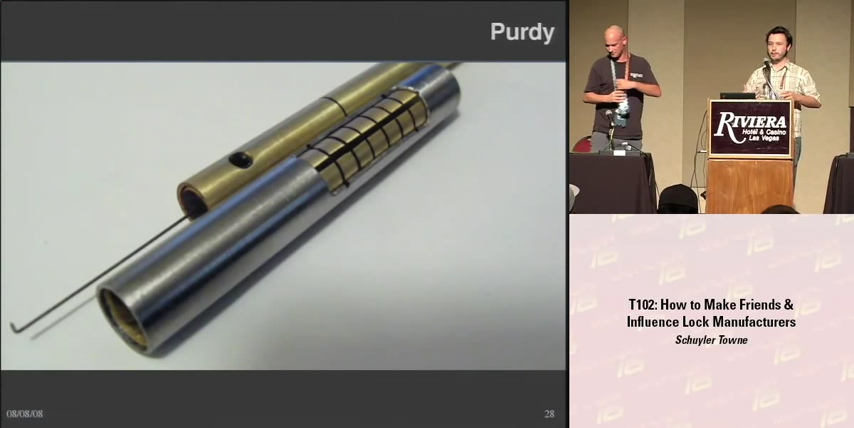 Purdy
08/08/08
28
RIVIERA
Hotel & Casino
Las Vegas
T102: How to Make Friends &
Influence Lock Manufacturers
Schuyler Towne